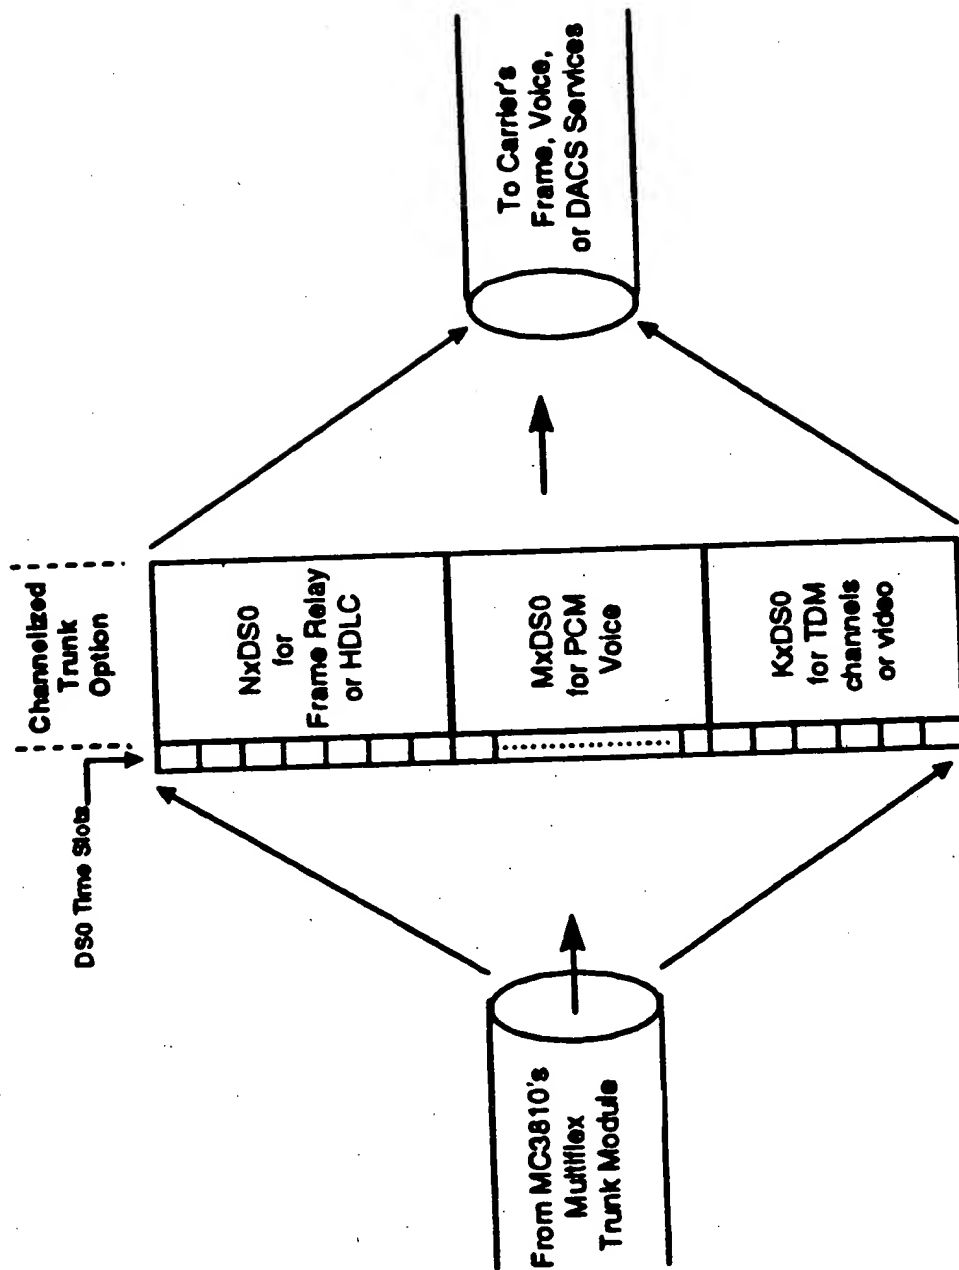 DS0 Time Slots
Channelized
Trunk
Option
NxDS0
for
Frame Relay
or HDLC
MxDS0
for PCM
Voice
KxDS0
for TDM
channels
or video
From MC3810's
Multiflex
Trunk Module
To Carrier's
Frame, Voice,
or DACS Services